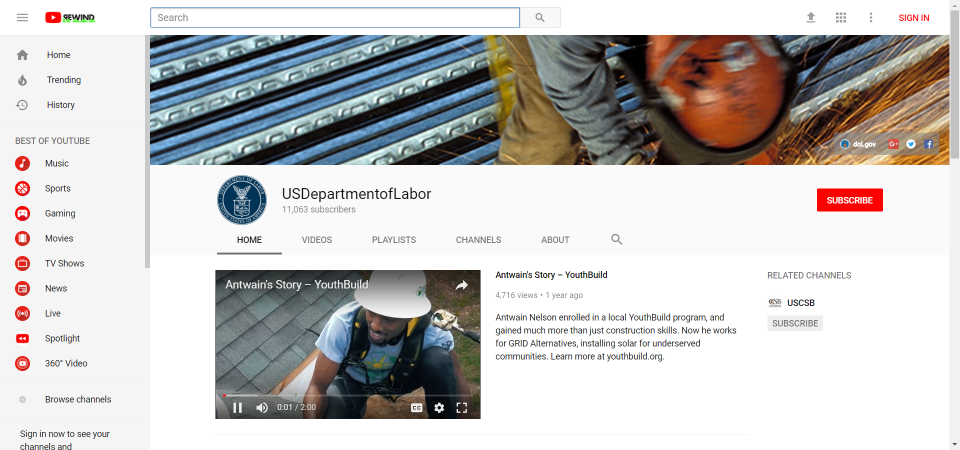 REWIND
Search
SIGN IN
Home
Trending
History
BEST OF YOUTUBE
Music
Sports
Gaming
Movies
TV Shows
News
Live
Spotlight
360° Video
Browse channels
Sign in now to see your
channels and
dol.gov
USDepartmentofLabor
11,063 subscribers
SUBSCRIBE
HOME VIDEOS PLAYLISTS CHANNELS ABOUT
Antwain's Story – YouthBuild
0:01 / 2:00
CC
Antwain's Story – YouthBuild
4,716 views • 1 year ago
Antwain Nelson enrolled in a local YouthBuild program, and
gained much more than just construction skills. Now he works
for GRID Alternatives, installing solar for underserved
communities. Learn more at youthbuild.org.
RELATED CHANNELS
CSB
USCSB
SUBSCRIBE